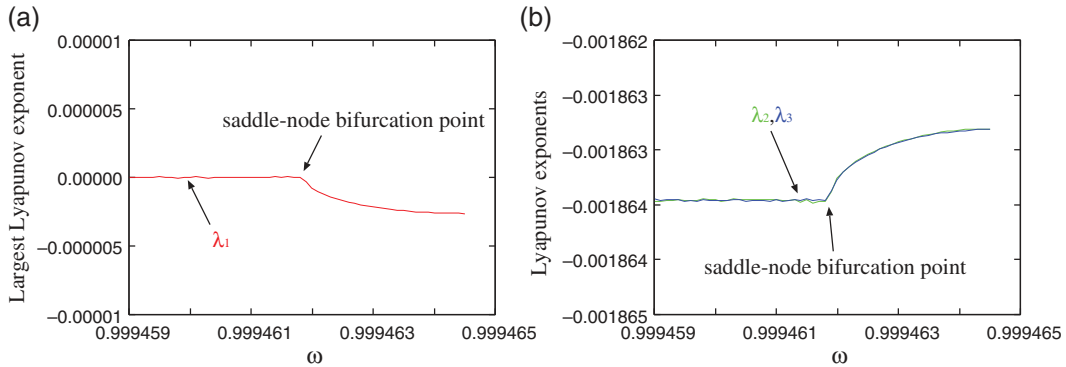 (a)
0.00001
0.000005
0.00000
−0.000005
−0.00001
Largest Lyapunov exponent
saddle-node bifurcation point
λ1
0.999459
0.999461
0.999463
0.999465
ω
(b)
−0.001862
−0.001863
−0.001863
−0.001864
−0.001864
−0.001865
Lyapunov exponents
λ2,λ3
saddle-node bifurcation point
0.999459
0.999461
0.999463
0.999465
ω